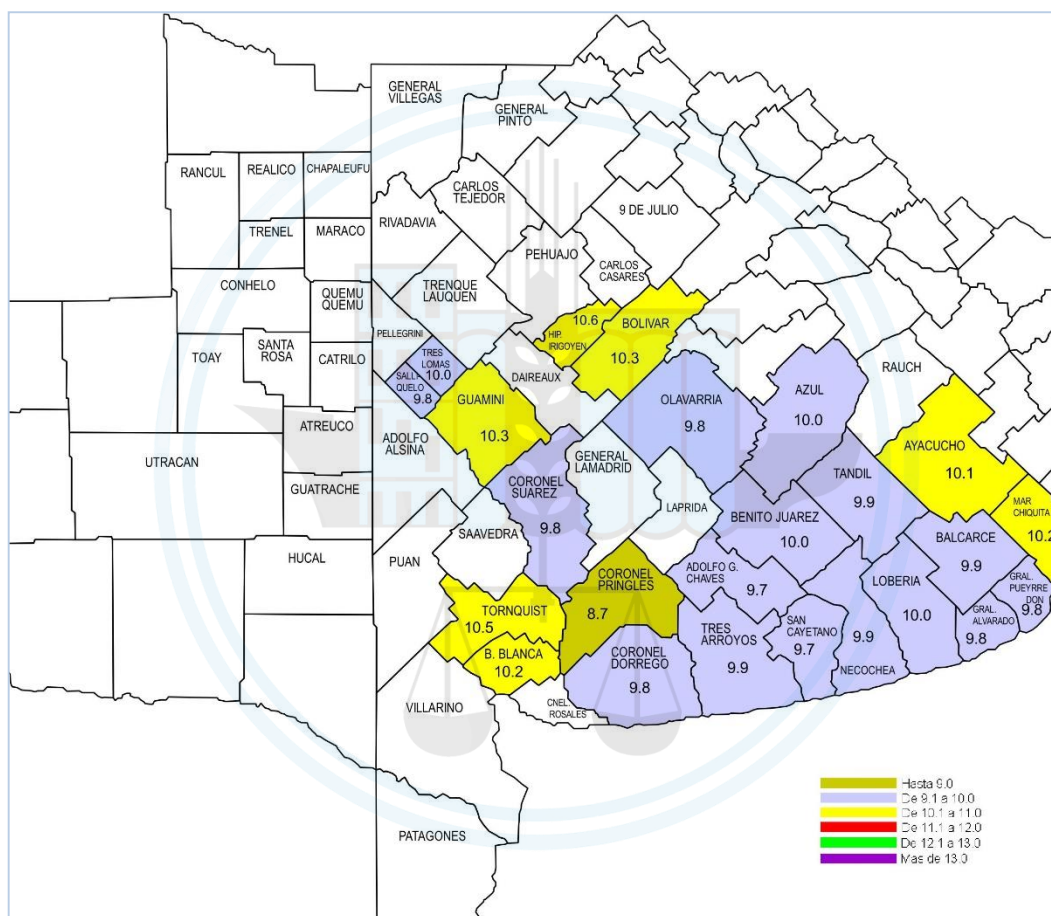 GENERAL
VILLEGAS
GENERAL
PINTO
RANCUL
REALICO
CHAPALEUFU
CARLOS
TEJEDOR
9 DE JULIO
RIVADAVIA
TRENEL
MARACO
PEHUAJO
CARLOS
CASARES
CONHELO
QUEMU
QUEMU
TRENQUE
LAUQUEN
10.6
HIP.
IRIGOYEN
BOLIVAR
10.3
PELLEGRINI
TOAY
SANTA
ROSA
CATRILO
TRES
LOMAS
10.0
SALLI
QUELO
9.8
DAIREAUX
RAUCH
GUAMINI
10.3
OLAVARRIA
9.8
AZUL
10.0
ATREUCO
ADOLFO
ALSINA
AYACUCHO
10.1
UTRACAN
GENERAL
LAMADRID
TANDIL
9.9
GUATRACHE
CORONEL
SUAREZ
9.8
LAPRIDA
BENITO JUAREZ
10.0
MAR
CHIQUITA
10.2
HUCAL
PUAN
SAAVEDRA
BALCARCE
9.9
CORONEL
PRINGLES
8.7
ADOLFO G.
CHAVES
9.7
LOBERIA
10.0
GRAL.
PUEYRRE
DON
9.8
TORNQUIST
10.5
TRES
ARROYOS
9.9
SAN
CAYETANO
9.7
9.9
NECOCHEA
GRAL.
ALVARADO
9.8
B. BLANCA
10.2
CORONEL
DORREGO
9.8
VILLARINO
CNEL.
ROSALES
PATAGONES
Hasta 9.0
De 9.1 a 10.0
De 10.1 a 11.0
De 11.1 a 12.0
De 12.1 a 13.0
Mas de 13.0